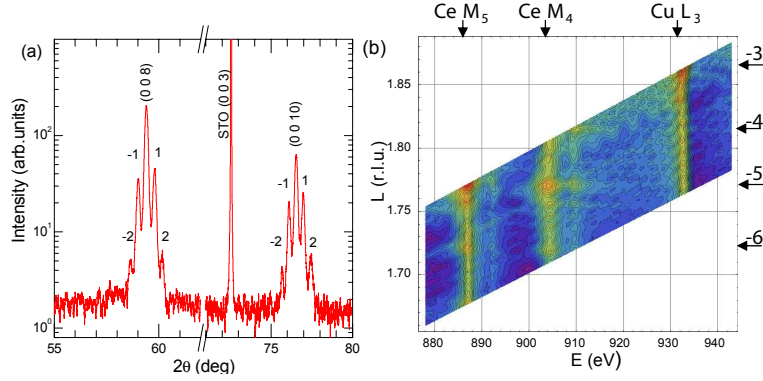 Ce M5 Ce M4 Cu L3
(a)
(b)
Intensity (arb.units)
10^2
10^1
10^0
-2
-1
(0 0 8)
1
2
STO (0 0 3)
-2
-1
(0 0 10)
1
2
55 60 75 80
2θ (deg)
L (r.l.u.)
1.85
1.80
1.75
1.70
-3
-4
-5
-6
880 890 900 910 920 930 940
E (eV)